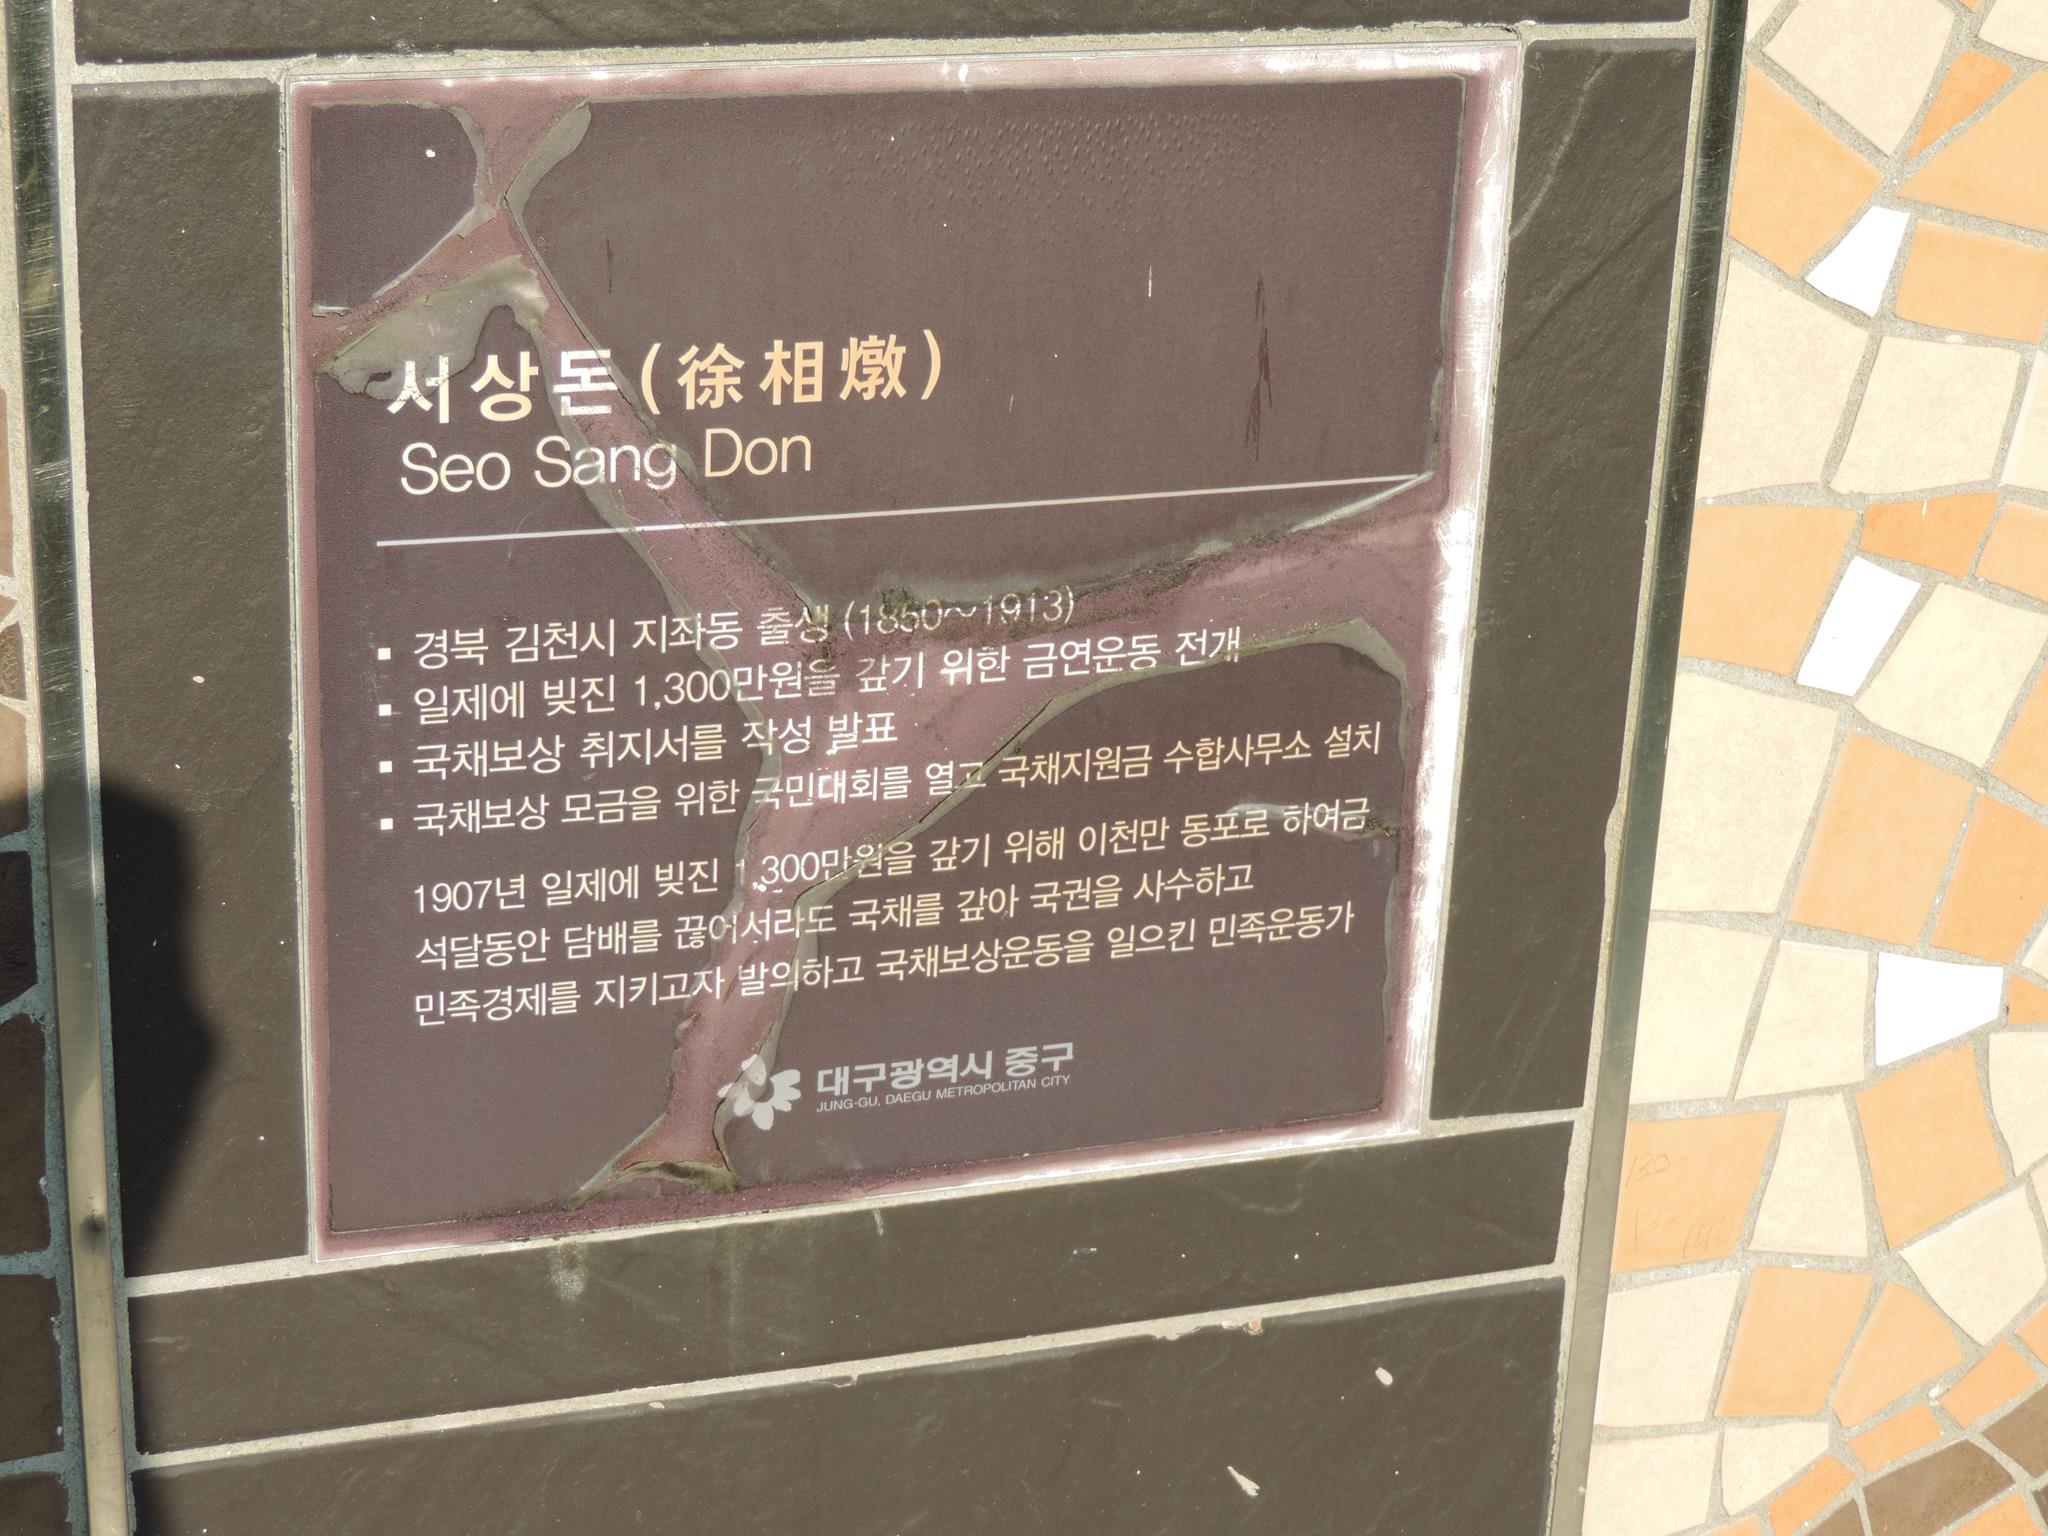 서상돈(徐相燉)
Seo Sang Don
▪ 경북 김천시 지좌동 출생 (1850~1913)
▪ 일제에 빚진 1,300만원을 갚기 위한 금연운동 전개
▪ 국채보상 취지서를 작성 발표
▪ 국채보상 모금을 위한 국민대회를 열고 국채지원금 수합사무소 설치
1907년 일제에 빚진 1,300만원을 갚기 위해 이천만 동포로 하여금
석달동안 담배를 끊어서라도 국채를 갚아 국권을 사수하고
민족경제를 지키고자 발의하고 국채보상운동을 일으킨 민족운동가
대구광역시 중구
JUNG-GU, DAEGU METROPOLITAN CITY